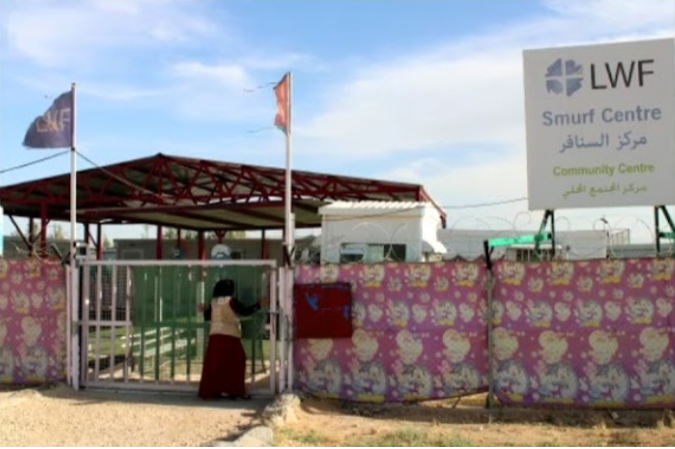 LWF
LWF
Smurf Centre
مركز السنافر
Community Centre
مركز المجتمع المحلي